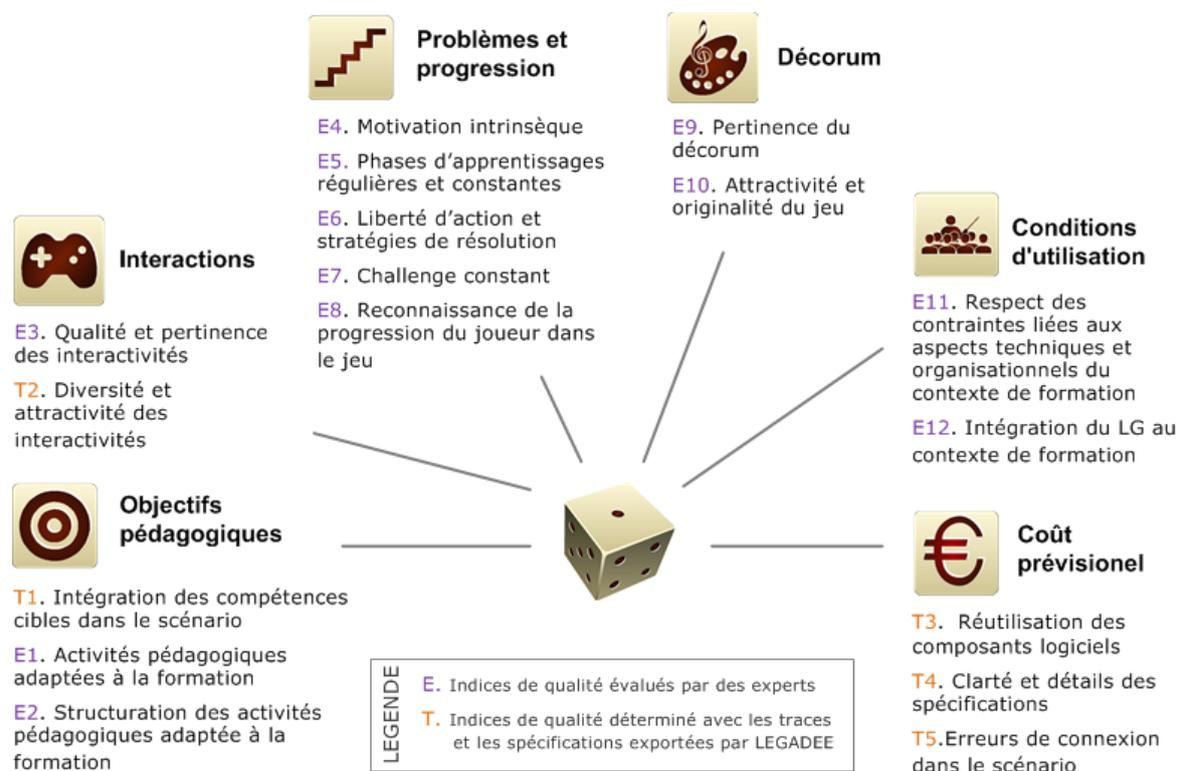 Problèmes et
progression
E4. Motivation intrinsèque
E5. Phases d'apprentissages
régulières et constantes
E6. Liberté d'action et
stratégies de résolution
E7. Challenge constant
E8. Reconnaissance de la
progression du joueur dans
le jeu
Décorum
E9. Pertinence du
décorum
E10. Attractivité et
originalité du jeu
Interactions
E3. Qualité et pertinence
des interactivités
T2. Diversité et
attractivité des
interactivités
Conditions
d'utilisation
E11. Respect des
contraintes liées aux
aspects techniques et
organisationnels du
contexte de formation
E12. Intégration du LG au
contexte de formation
Objectifs
pédagogiques
T1. Intégration des compétences
cibles dans le scénario
E1. Activités pédagogiques
adaptées à la formation
E2. Structuration des activités
pédagogiques adaptée à la
formation
Coût
prévisionel
T3. Réutilisation des
composants logiciels
T4. Clarté et détails des
spécifications
T5.Erreurs de connexion
dans le scénario
LEGENDE
E. Indices de qualité évalués par des experts
T. Indices de qualité déterminé avec les traces
et les spécifications exportées par LEGADEE